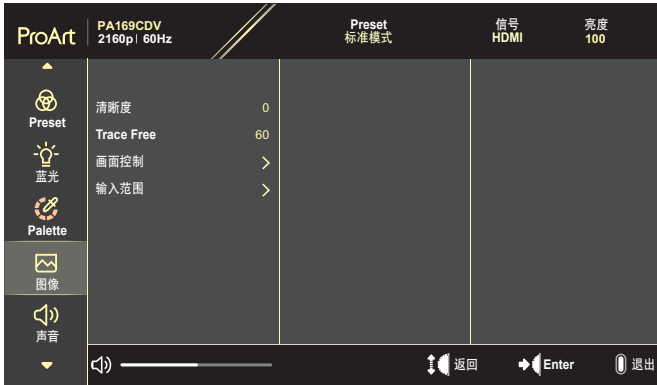 ProArt
PA169CDV
2160p | 60Hz
Preset
标准模式
信号
HDMI
亮度
100
Preset
蓝光
Palette
图像
声音
清晰度 0
Trace Free 60
画面控制
输入范围
返回
Enter
退出